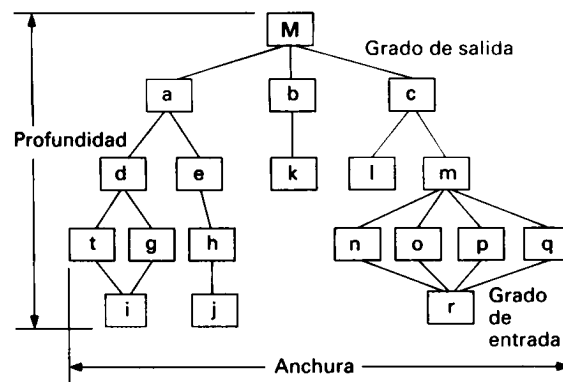 M
Grado de salida
a b c
Profundidad
d e k l m
t g h n o p q
i j r
Grado
de
entrada
Anchura